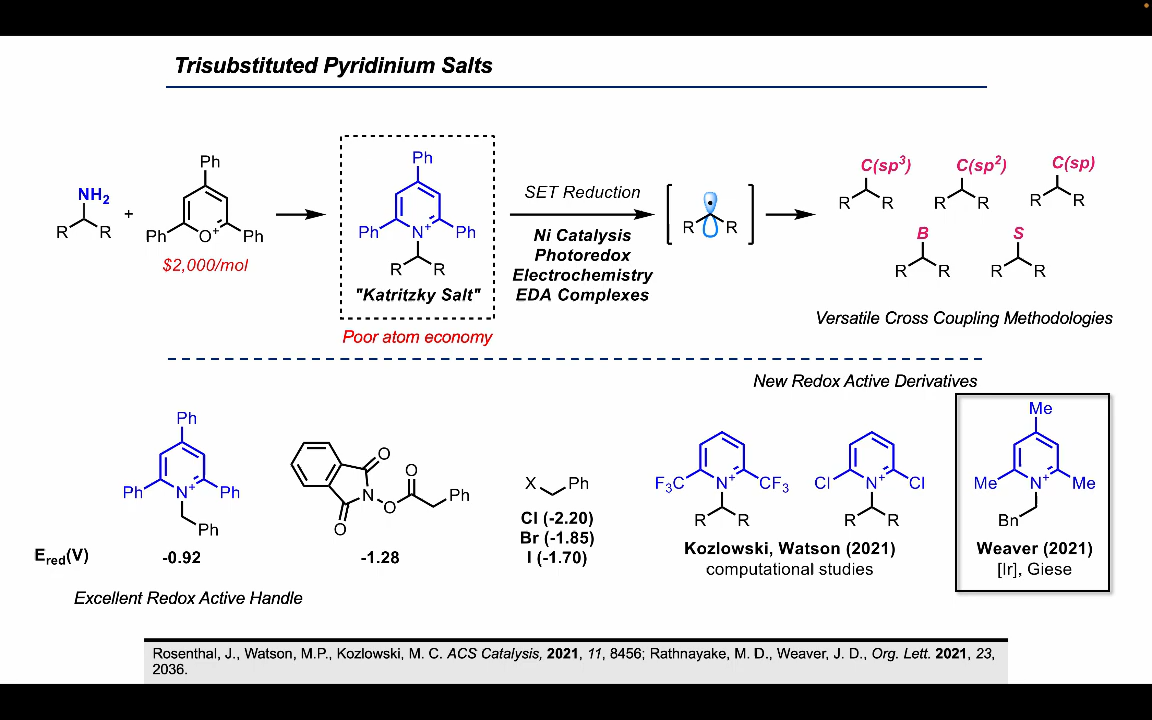 Trisubstituted Pyridinium Salts
NH2
R
R
+
Ph
Ph
O+
Ph
$2,000/mol
Ph
Ph
N+
Ph
R
R
"Katritzky Salt"
Poor atom economy
SET Reduction
Ni Catalysis
Photoredox
Electrochemistry
EDA Complexes
R
R
C(sp3)
R
R
C(sp2)
R
R
C(sp)
R
R
B
R
R
S
R
R
Versatile Cross Coupling Methodologies
New Redox Active Derivatives
Ph
Ph
N+
Ph
Ph
O
N
O
O
O
Ph
X
Ph
Cl (-2.20)
Br (-1.85)
I (-1.70)
Ered(V)
-0.92
-1.28
Excellent Redox Active Handle
F3C
N+
CF3
R
R
Cl
N+
Cl
R
R
Kozlowski, Watson (2021)
computational studies
Me
Me
N+
Me
Bn
Weaver (2021)
[Ir], Giese
Rosenthal, J., Watson, M.P., Kozlowski, M. C. ACS Catalysis, 2021, 11, 8456; Rathnayake, M. D., Weaver, J. D., Org. Lett. 2021, 23,
2036.